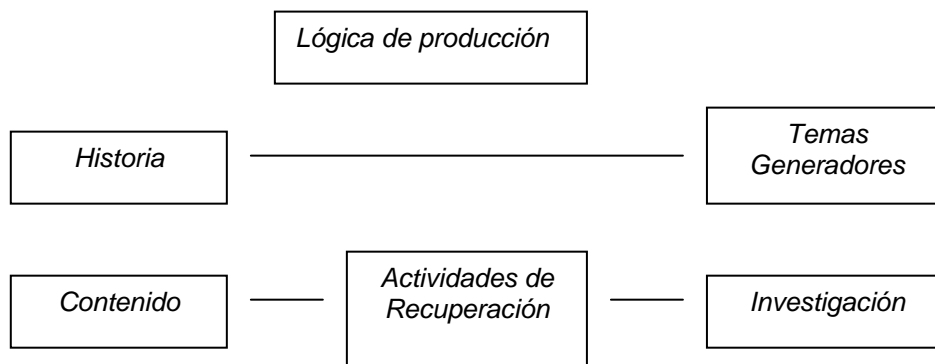 Lógica de producción
Historia
Temas
Generadores
Contenido
Actividades de
Recuperación
Investigación